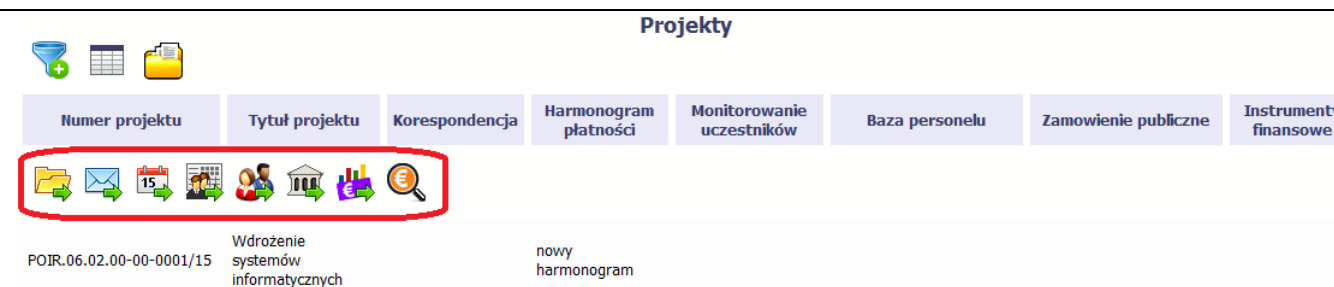 Projekty
Numer projektu
Tytuł projektu
Korespondencja
Harmonogram
płatności
Monitorowanie
uczestników
Baza personelu
Zamowienie publiczne
Instrumenty
finansowe
15
POIR.06.02.00-00-0001/15
Wdrożenie
systemów
informatycznych
nowy
harmonogram